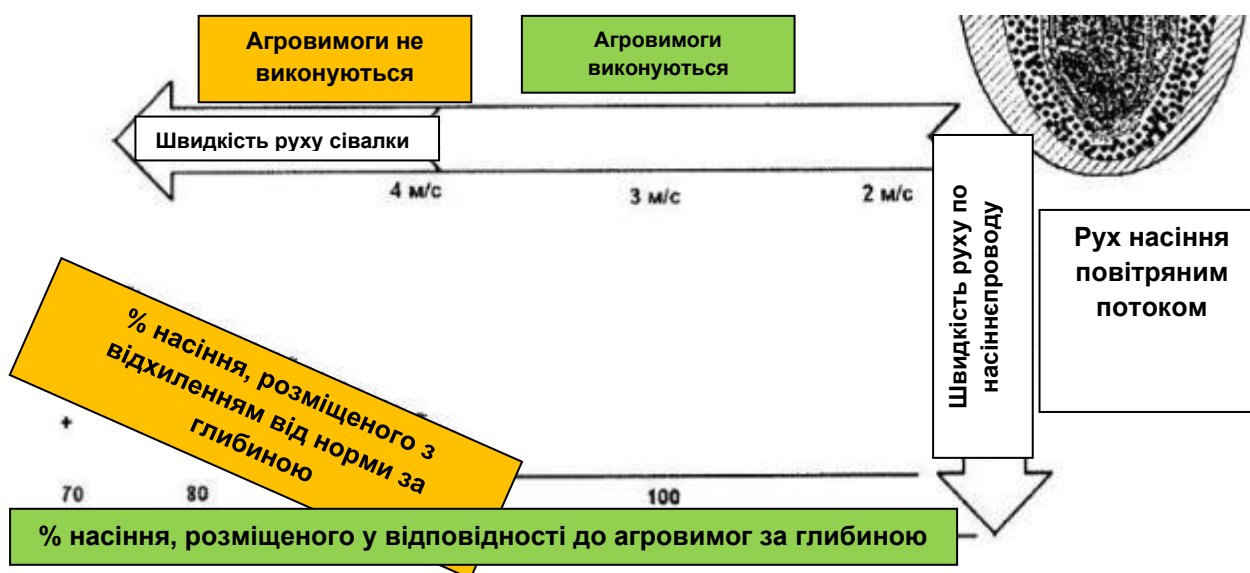 Агровимоги не
виконуються
Агровимоги
виконуються
Швидкість руху сівалки
4 м/с
3 м/с
2 м/с
Швидкість руху по
насіннєпроводу
Рух насіння
повітряним
потоком
% насіння, розміщеного з
відхиленням від норми за
глибиною
+
70
80
100
% насіння, розміщеного у відповідності до агровимог за глибиною